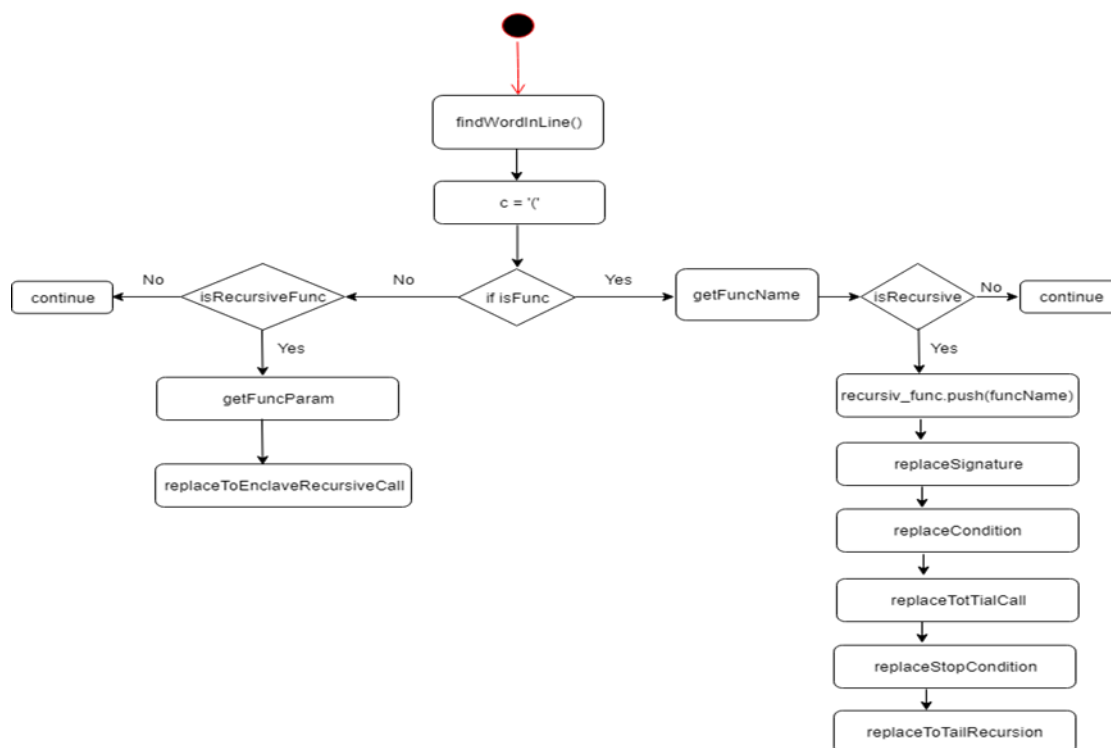 findWordInLine()
c = '('
if isFunc
No
Yes
isRecursiveFunc
No
continue
Yes
getFuncParam
replaceToEnclaveRecursiveCall
getFuncName
isRecursive
No
continue
Yes
recursiv_func.push(funcName)
replaceSignature
replaceCondition
replaceTotTialCall
replaceStopCondition
replaceToTailRecursion